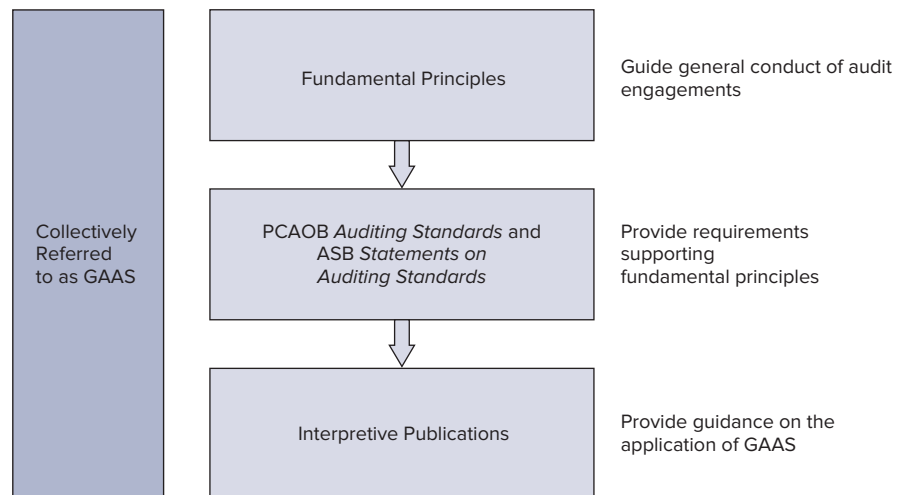 Fundamental Principles
Guide general conduct of audit
engagements
Collectively
Referred
to as GAAS
PCAOB Auditing Standards and
ASB Statements on
Auditing Standards
Provide requirements
supporting
fundamental principles
Interpretive Publications
Provide guidance on the
application of GAAS